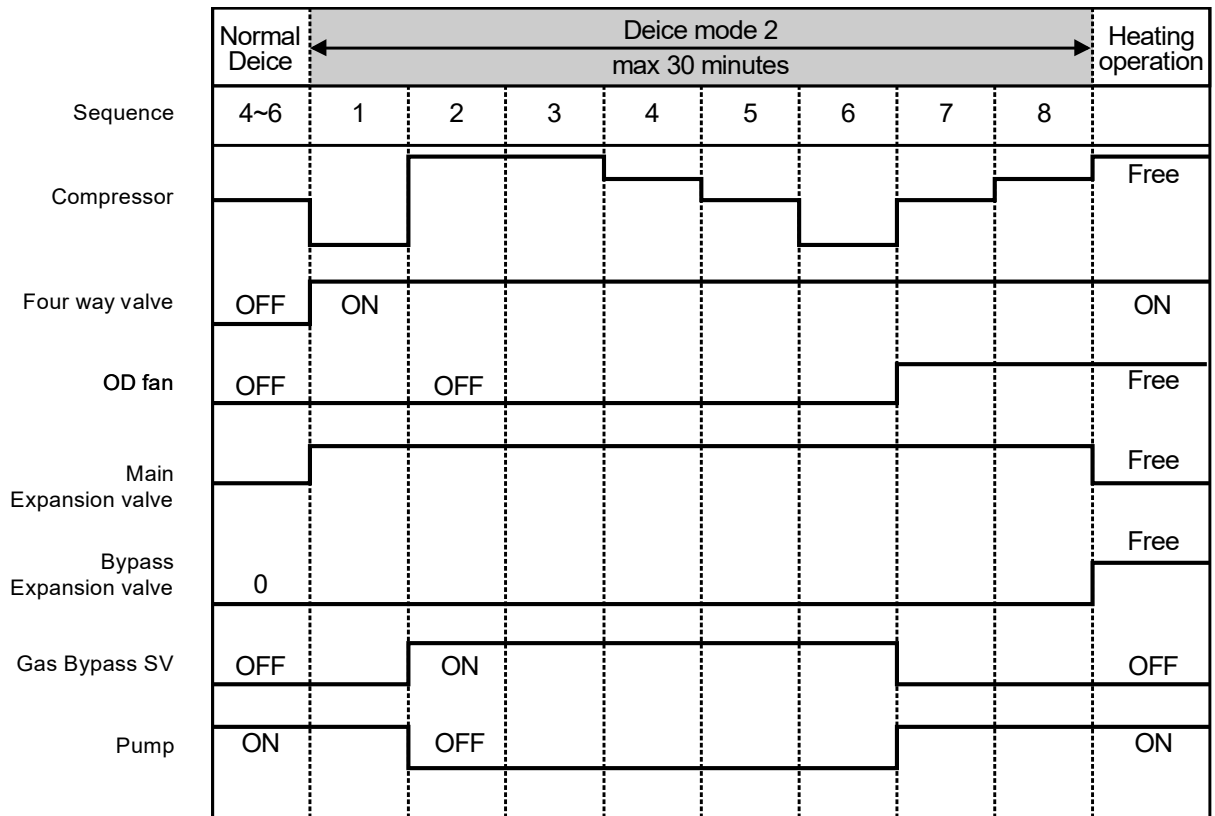 Normal
Deice
Deice mode 2
max 30 minutes
Heating
operation
Sequence 4~6 1 2 3 4 5 6 7 8
Compressor Free
Four way valve OFF ON ON
OD fan OFF OFF Free
Main
Expansion valve
Free
Bypass
Expansion valve
0
Free
Gas Bypass SV OFF ON OFF
Pump ON OFF ON